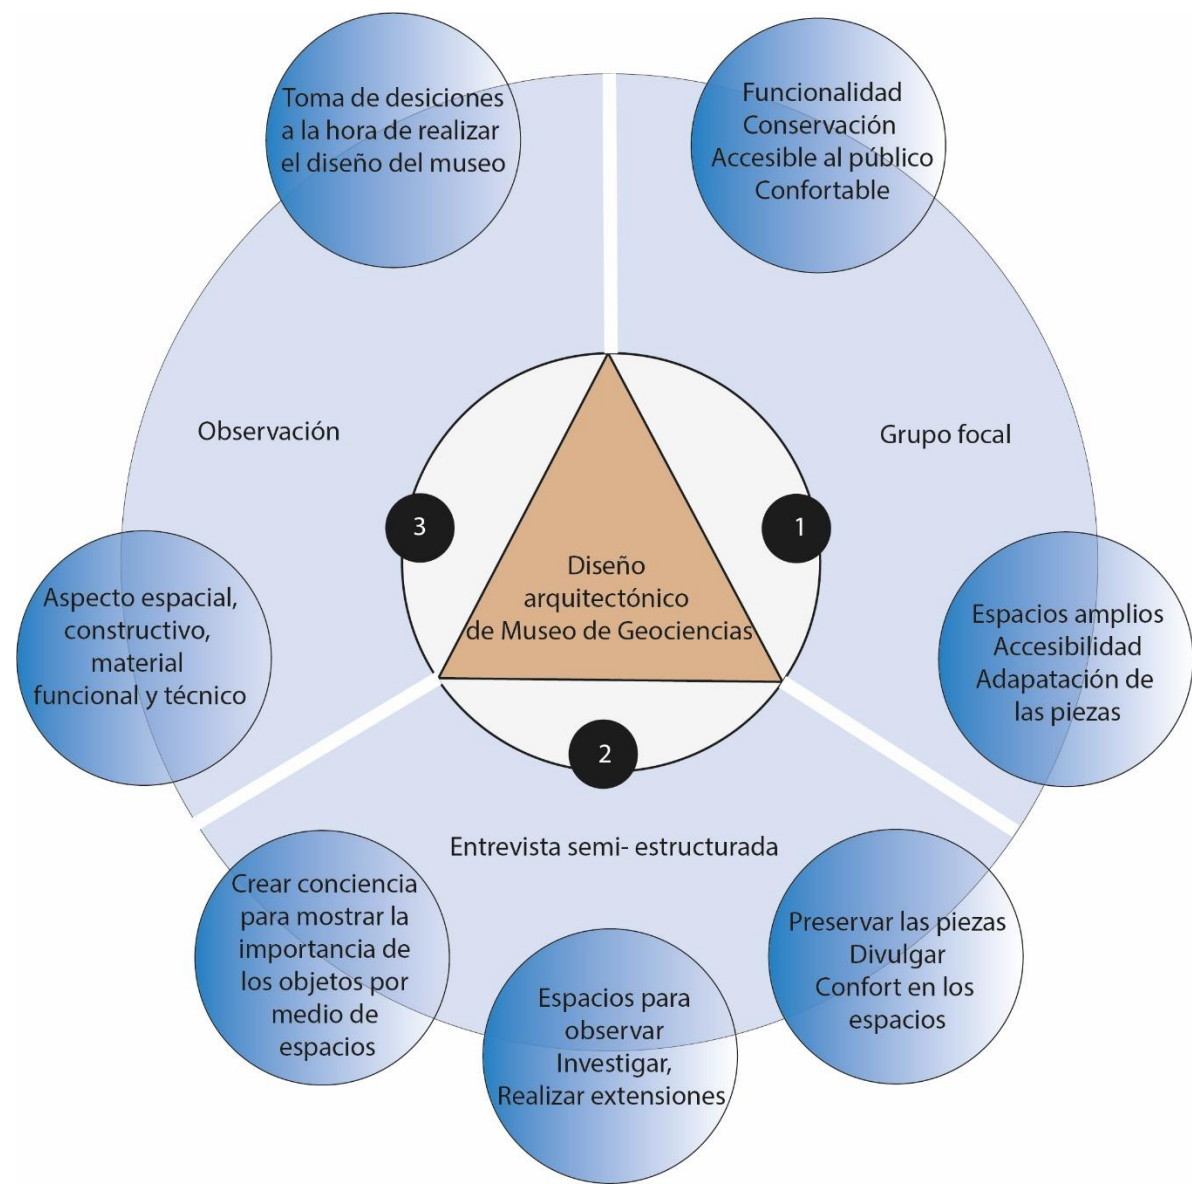 Toma de desiciones
a la hora de realizar
el diseño del museo
Funcionalidad
Conservación
Accesible al público
Confortable
Observación
Grupo focal
3
1
Diseño
arquitectónico
de Museo de Geociencias
Aspecto espacial,
constructivo,
material
funcional y técnico
Espacios amplios
Accesibilidad
Adapatación de
las piezas
2
Entrevista semi- estructurada
Crear conciencia
para mostrar la
importancia de
los objetos por
medio de
espacios
Espacios para
observar
Investigar,
Realizar extensiones
Preservar las piezas
Divulgar
Confort en los
espacios